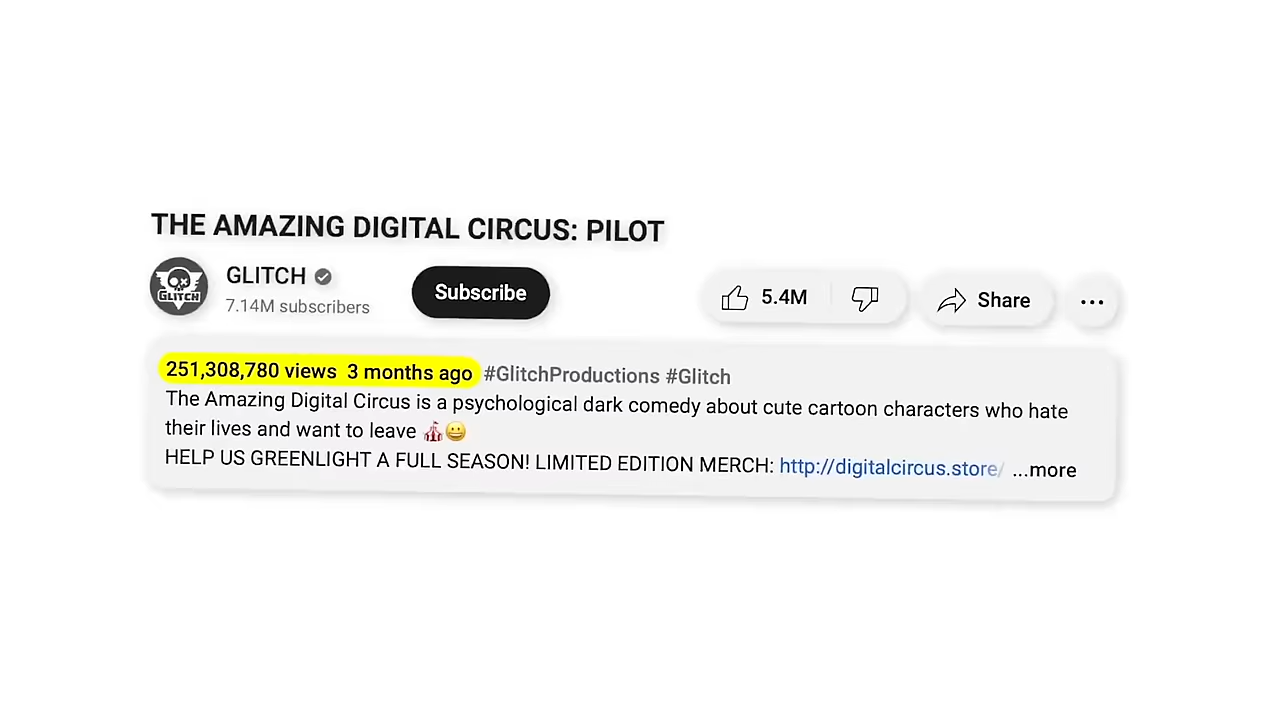 THE AMAZING DIGITAL CIRCUS: PILOT
GLITCH
GLITCH
7.14M subscribers
Subscribe
5.4M
Share
251,308,780 views 3 months ago #GlitchProductions #Glitch
The Amazing Digital Circus is a psychological dark comedy about cute cartoon characters who hate
their lives and want to leave 🎪😀
HELP US GREENLIGHT A FULL SEASON! LIMITED EDITION MERCH: http://digitalcircus.store/ ...more